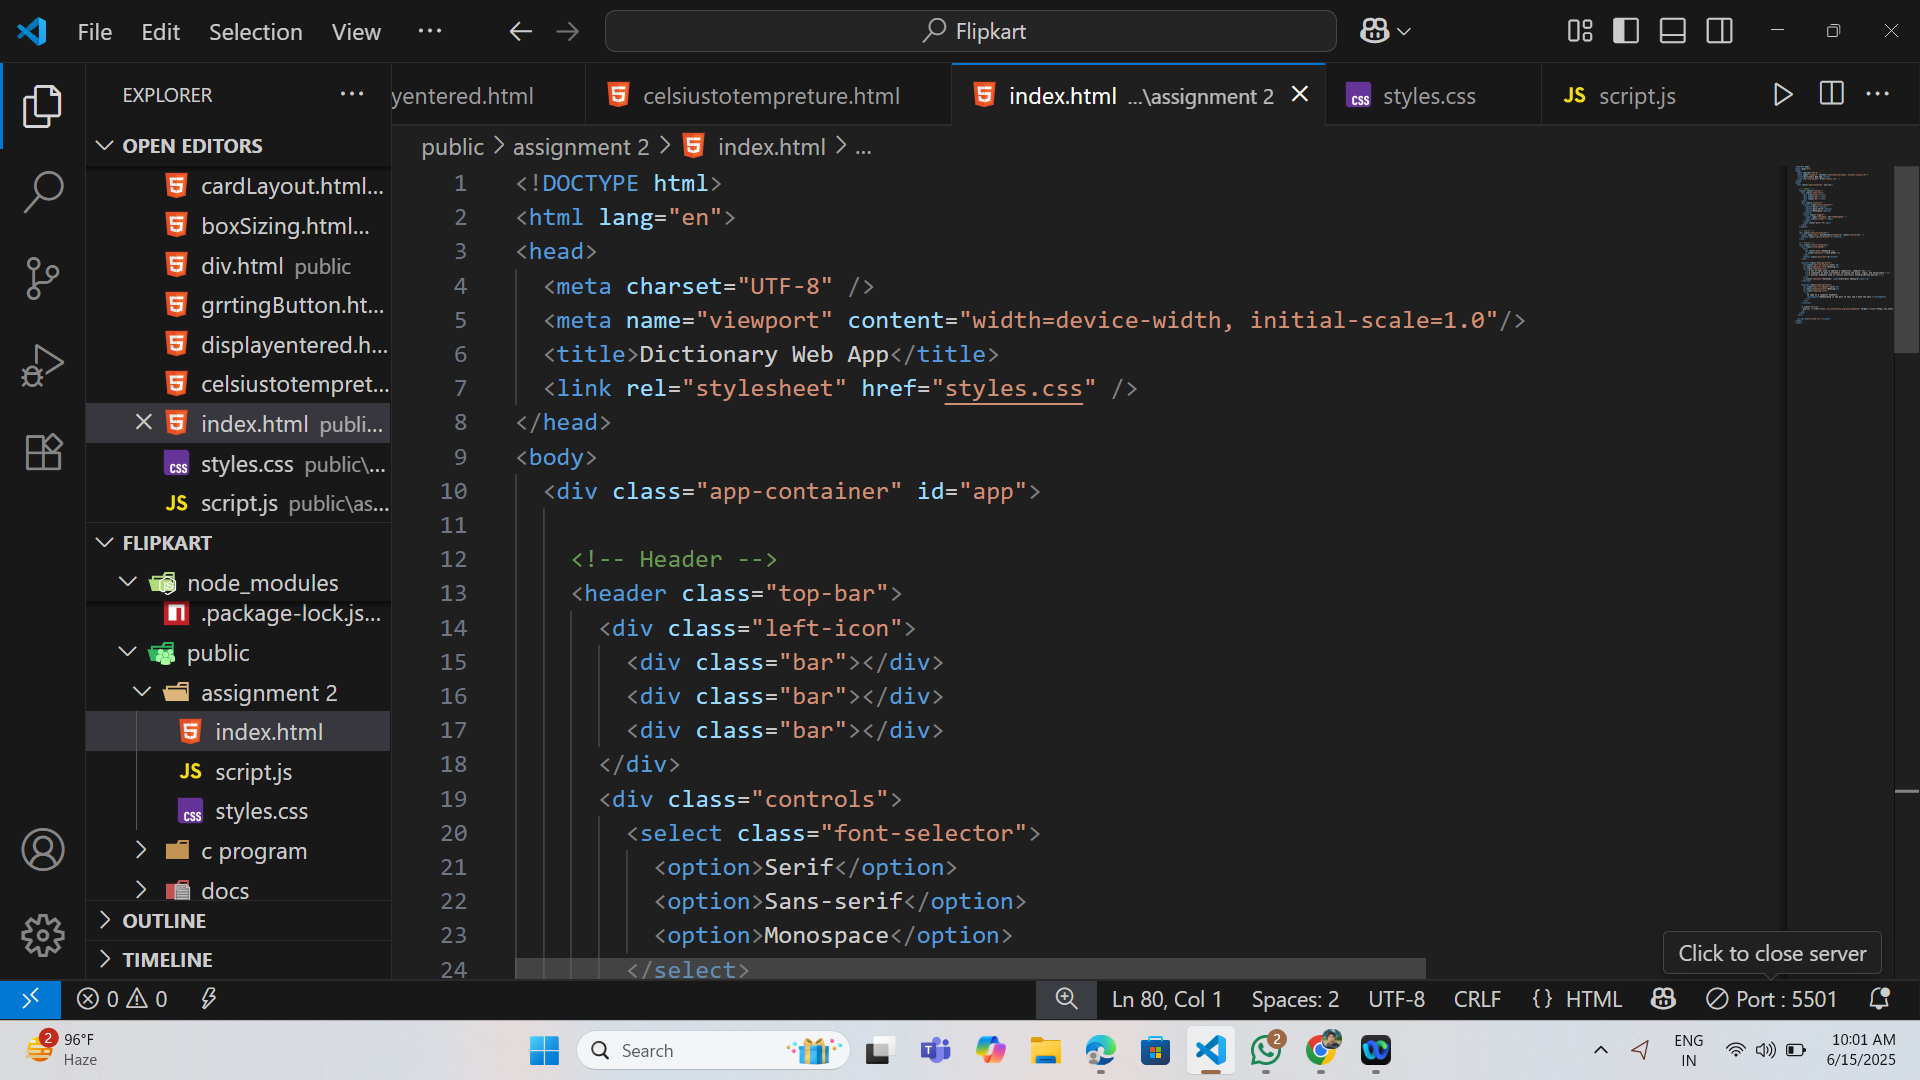 File Edit Selection View ··· Flipkart
EXPLORER ···
OPEN EDITORS
cardLayout.html...
boxSizing.html...
div.html public
grrtingButton.ht...
displayentered.h...
celsiustotempret...
index.html publi...
styles.css public\...
script.js public\as...
FLIPKART
node_modules
.package-lock.js...
public
assignment 2
index.html
script.js
styles.css
c program
docs
OUTLINE
TIMELINE
yentered.html celsiustotempreture.html index.html ...\assignment 2 styles.css script.js
public > assignment 2 > index.html > ...
1 <!DOCTYPE html>
2 <html lang="en">
3 <head>
4 <meta charset="UTF-8" />
5 <meta name="viewport" content="width=device-width, initial-scale=1.0"/>
6 <title>Dictionary Web App</title>
7 <link rel="stylesheet" href="styles.css" />
8 </head>
9 <body>
10 <div class="app-container" id="app">
11
12 <!-- Header -->
13 <header class="top-bar">
14 <div class="left-icon">
15 <div class="bar"></div>
16 <div class="bar"></div>
17 <div class="bar"></div>
18 </div>
19 <div class="controls">
20 <select class="font-selector">
21 <option>Serif</option>
22 <option>Sans-serif</option>
23 <option>Monospace</option>
24 </select>
Click to close server
0 0 Ln 80, Col 1 Spaces: 2 UTF-8 CRLF {} HTML Port : 5501
2 96°F
Haze
Search
2
ENG
IN
10:01 AM
6/15/2025